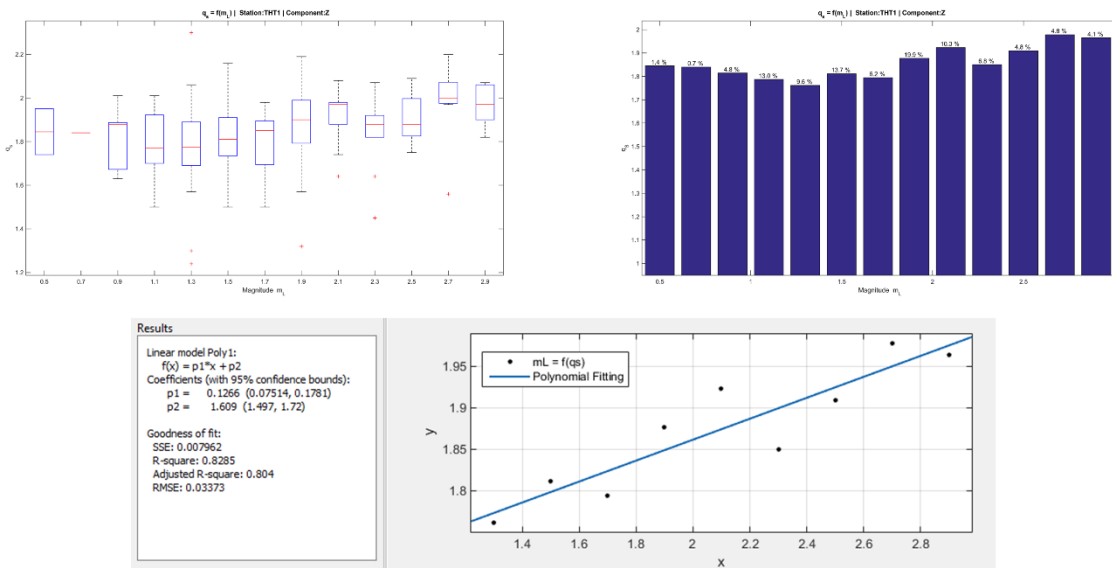 q_s = f(m_L) | Station:THT1 | Component:Z
2.2
2
1.8
1.6
1.4
1.2
q_s
0.5 0.7 0.9 1.1 1.3 1.5 1.7 1.9 2.1 2.3 2.5 2.7 2.9
Magnitude m_L
q_s = f(m_L) | Station:THT1 | Component:Z
2
1.9
1.8
1.7
1.6
1.5
1.4
1.3
1.2
1.1
1
q_s
1.4 % 0.7 % 4.8 % 13.0 % 9.6 % 13.7 % 8.2 % 19.9 % 10.3 % 6.8 % 4.8 % 4.8 % 4.1 %
0.5 1 1.5 2 2.5
Magnitude m_L
Results
Linear model Poly1:
f(x) = p1*x + p2
Coefficients (with 95% confidence bounds):
p1 = 0.1266 (0.07514, 0.1781)
p2 = 1.609 (1.497, 1.72)
Goodness of fit:
SSE: 0.007962
R-square: 0.8285
Adjusted R-square: 0.804
RMSE: 0.03373
mL = f(qs)
Polynomial Fitting
1.95
1.9
1.85
1.8
y
1.4 1.6 1.8 2 2.2 2.4 2.6 2.8
x